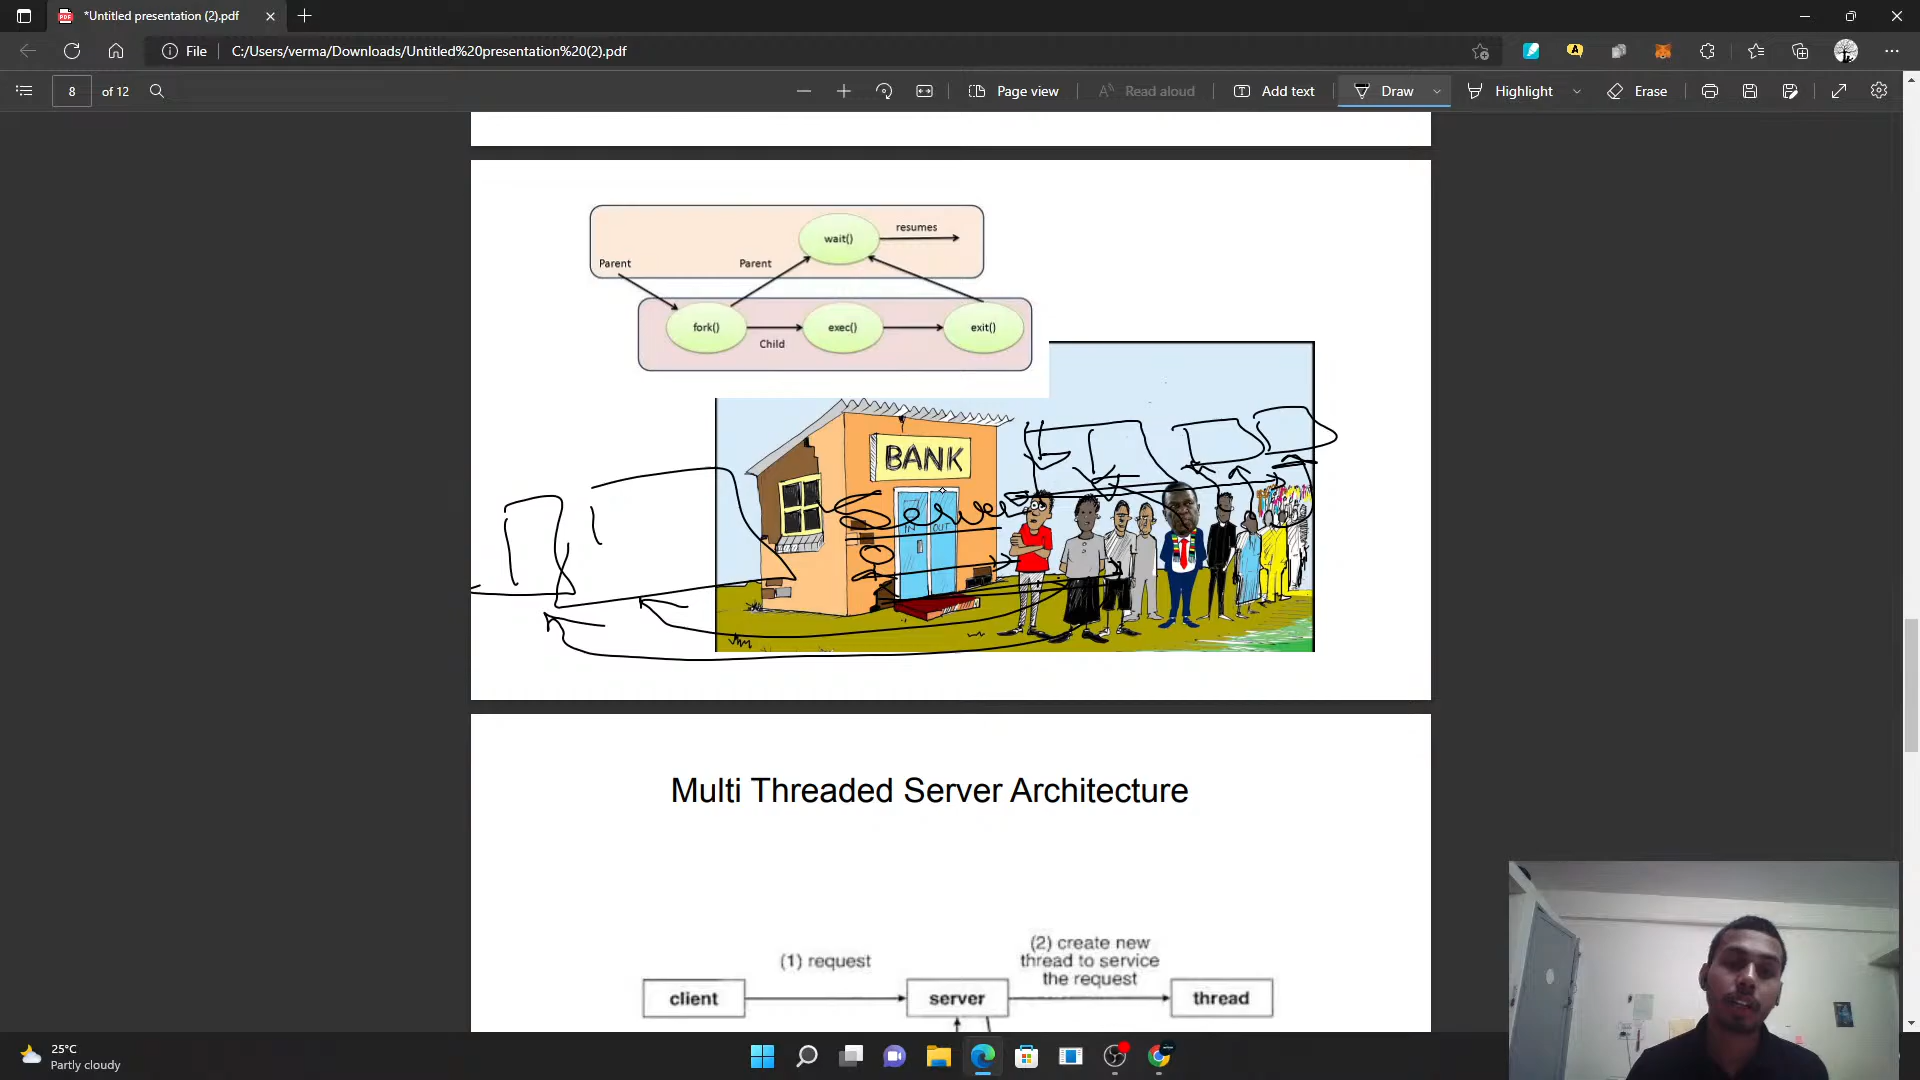 *Untitled presentation (2).pdf
File C:/Users/verma/Downloads/Untitled%20presentation%20(2).pdf
8 of 12
Page view
Read aloud
Add text
Draw
Highlight
Erase
wait()
resumes
Parent
Parent
fork()
exec()
exit()
Child
BANK
Server
IN OUT
Multi Threaded Server Architecture
(1) request
(2) create new
thread to service
the request
client
server
thread
25°C
Partly cloudy